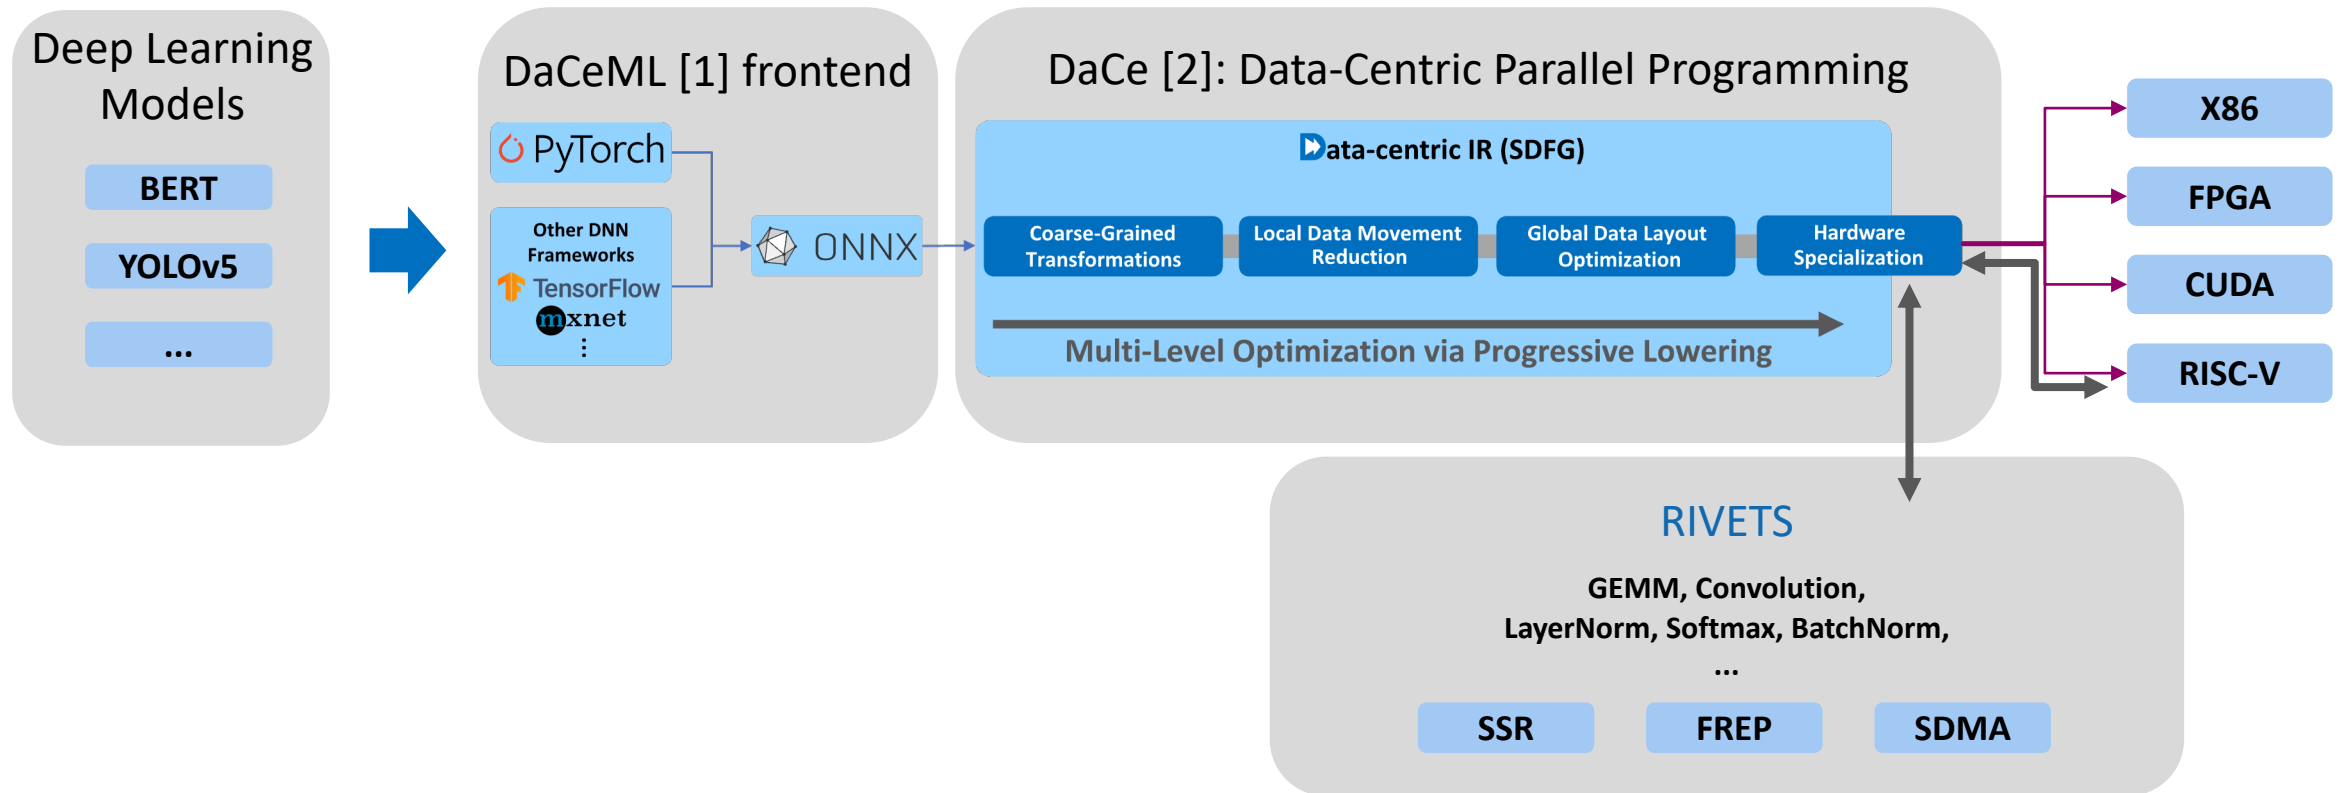 Deep Learning
Models
BERT
YOLOv5
...
DaCeML [1] frontend
PyTorch
Other DNN
Frameworks
TensorFlow
mxnet
⋮
ONNX
DaCe [2]: Data-Centric Parallel Programming
Data-centric IR (SDFG)
Coarse-Grained
Transformations
Local Data Movement
Reduction
Global Data Layout
Optimization
Hardware
Specialization
Multi-Level Optimization via Progressive Lowering
X86
FPGA
CUDA
RISC-V
RIVETS
GEMM, Convolution,
LayerNorm, Softmax, BatchNorm,
...
SSR
FREP
SDMA